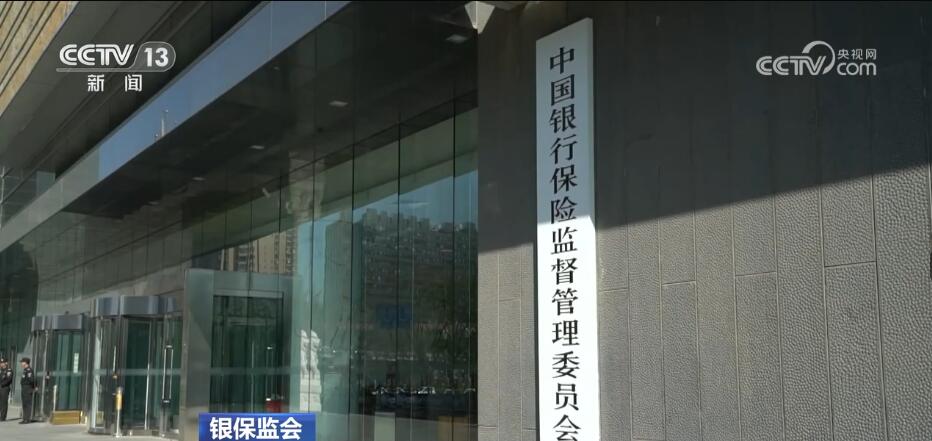 CCTV 13
新闻
央视网
CCTV.com
中国银行保险监督管理委员会
银保监会